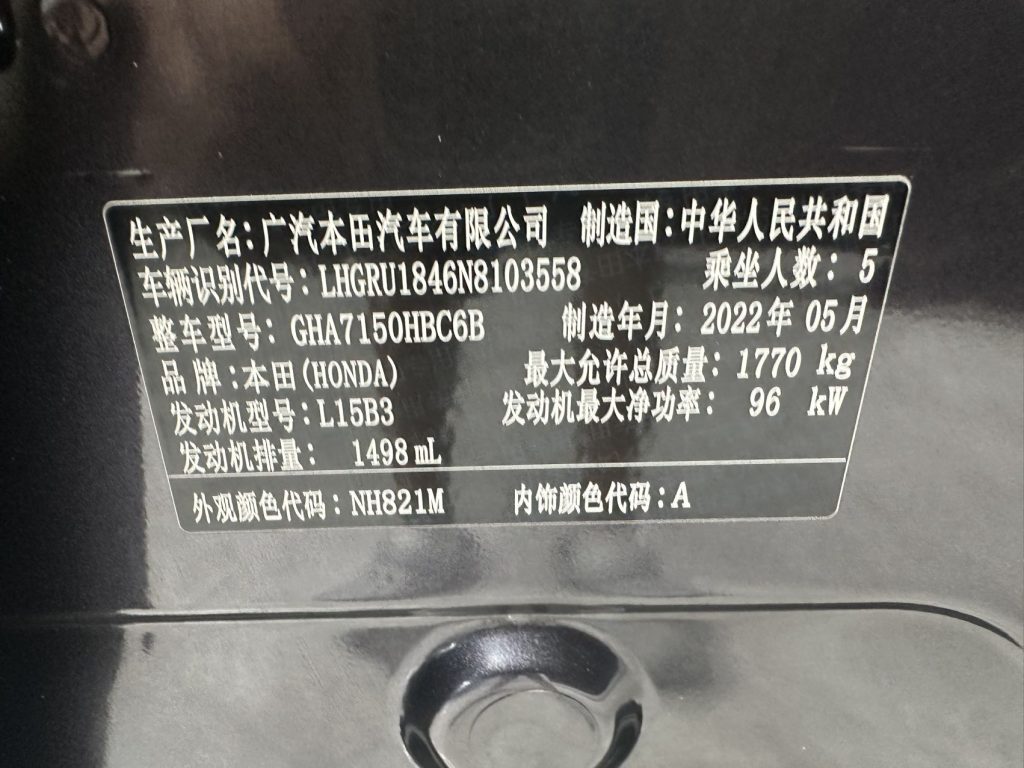 生产厂名：广汽本田汽车有限公司 制造国：中华人民共和国
车辆识别代号：LHGRU1846N8103558 乘坐人数：5
整车型号：GHA7150HBC6B 制造年月：2022年 05月
品牌：本田(HONDA) 最大允许总质量：1770 kg
发动机型号：L15B3 发动机最大净功率：96 kW
发动机排量：1498 mL
外观颜色代码：NH821M 内饰颜色代码：A